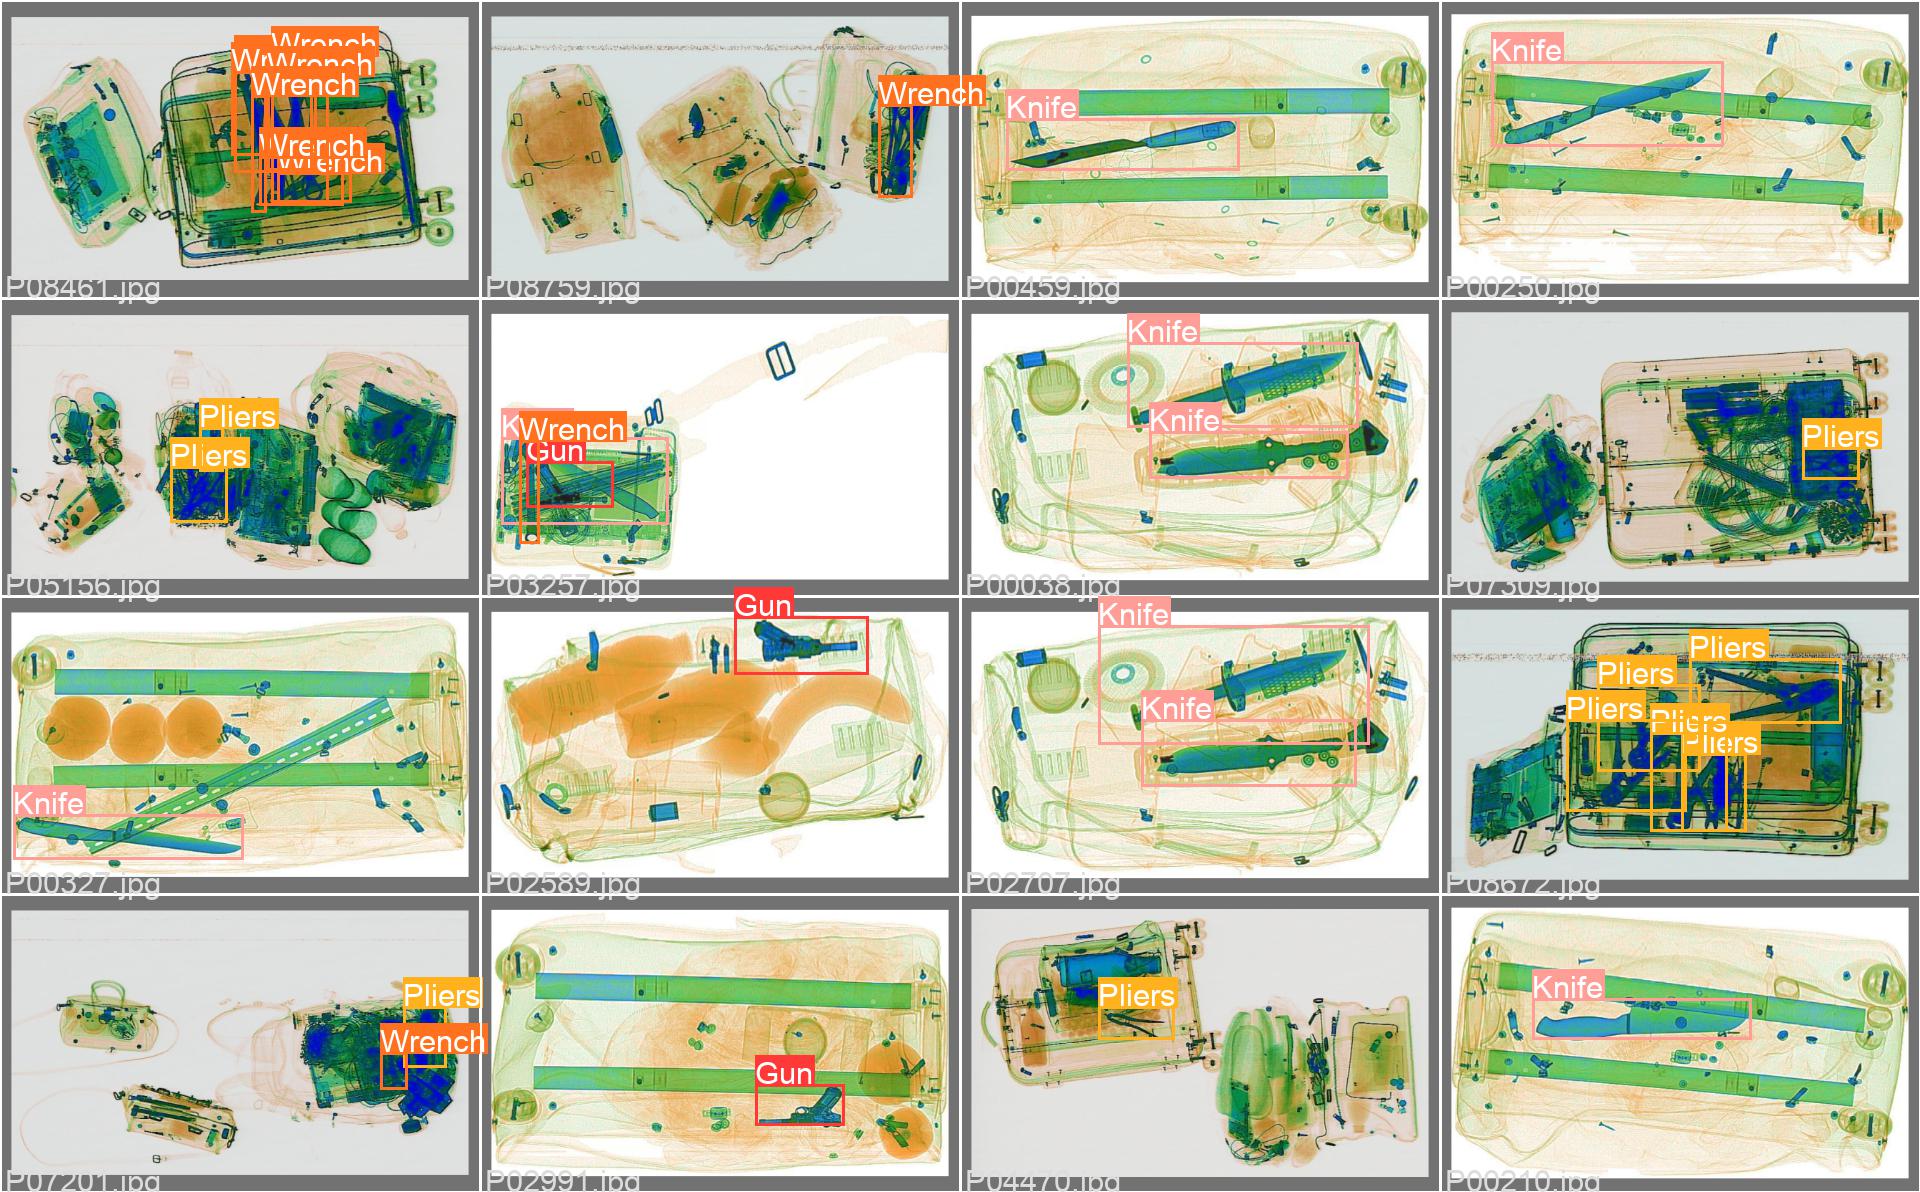 Wrench
Wrench
Wrench
Wrench
Wrench
P08461.jpg
Wrench
P08759.jpg
Knife
P00459.jpg
Knife
P00250.jpg
Pliers
Pliers
P05156.jpg
Wrench
Gun
P03257.jpg
Knife
Knife
P00038.jpg
Pliers
P07309.jpg
Knife
P00327.jpg
Gun
P02589.jpg
Knife
Knife
P02707.jpg
Pliers
Pliers
Pliers
Pliers
Pliers
P08672.jpg
Pliers
Wrench
P07201.jpg
Gun
P02991.jpg
Pliers
P04470.jpg
Knife
P00210.jpg